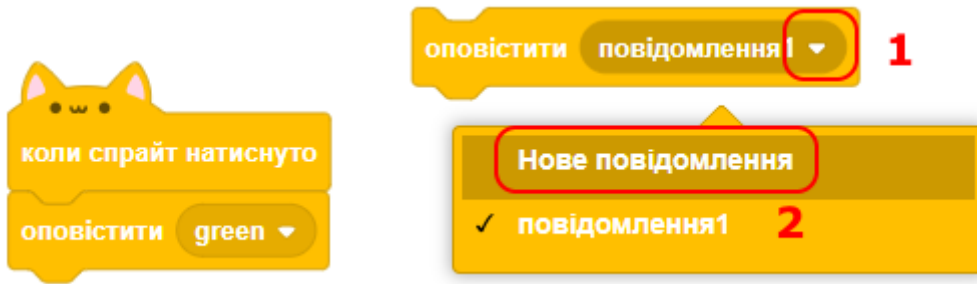 коли спрайт натиснуто
оповістити green
оповістити повідомлення1
1
Нове повідомлення
✓ повідомлення1
2